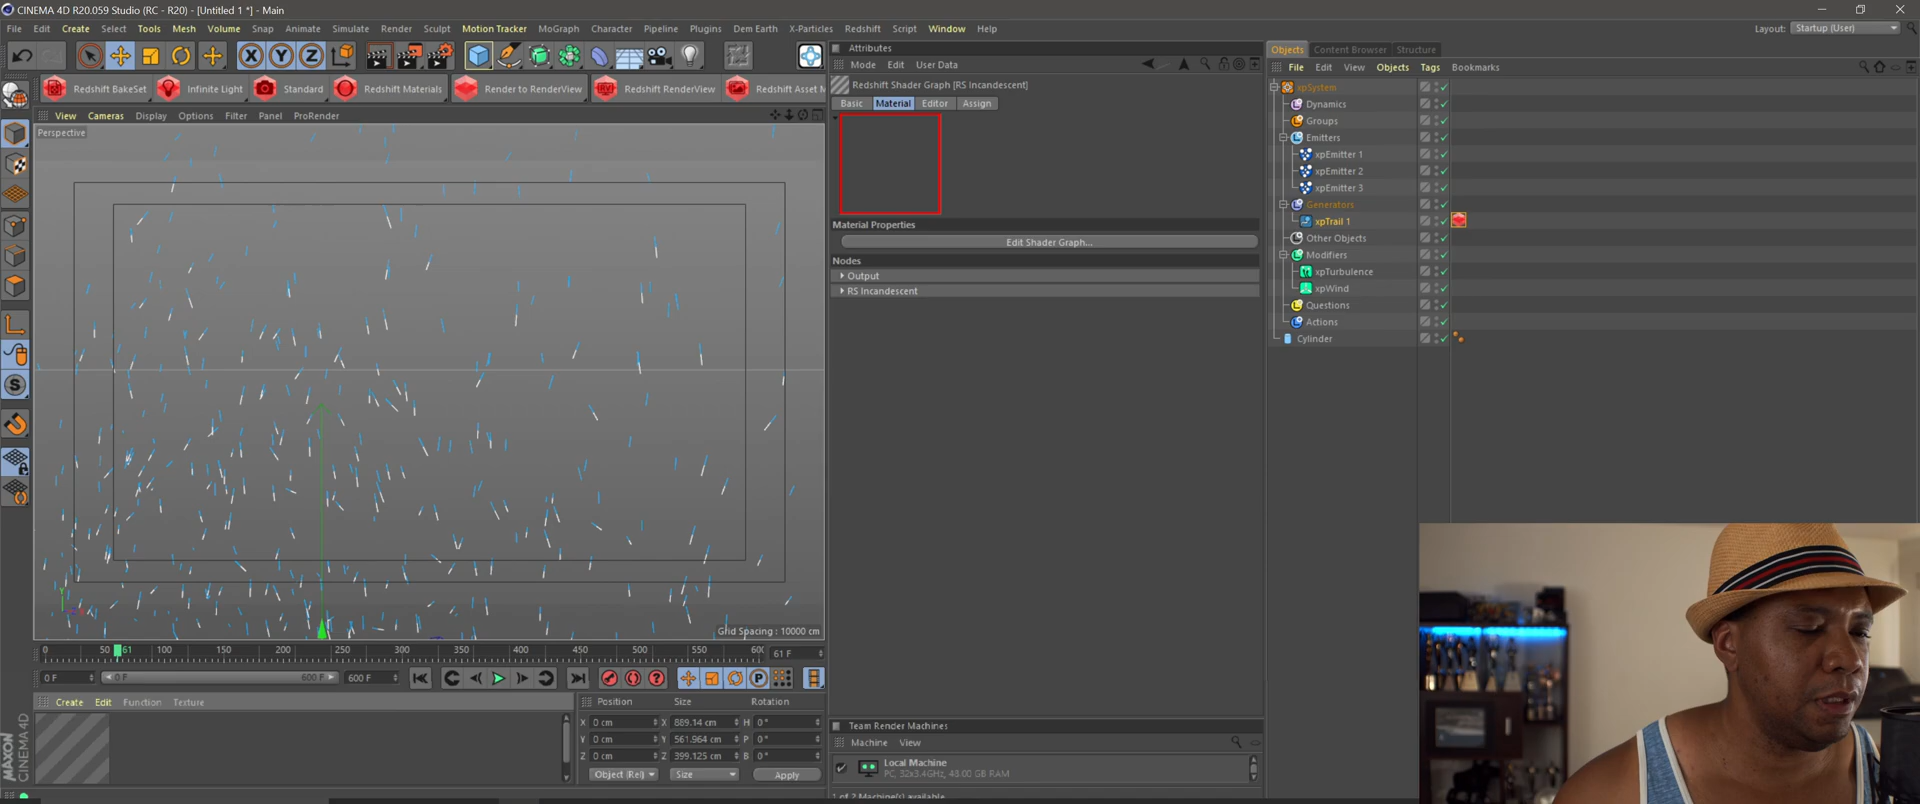 CINEMA 4D R20.059 Studio (RC - R20) - [Untitled 1 *] - Main
File Edit Create Select Tools Mesh Volume Snap Animate Simulate Render Sculpt Motion Tracker MoGraph Character Pipeline Plugins Dem Earth X-Particles Redshift Script Window Help
Layout: Startup (User)
Redshift BakeSet Infinite Light Standard Redshift Materials Render to RenderView Redshift RenderView Redshift Asset M
View Cameras Display Options Filter Panel ProRender
Perspective
Grid Spacing : 10000 cm
0 50 61 100 150 200 250 300 350 400 450 500 550 600
61 F
0 F
0 F
600 F
600 F
Create Edit Function Texture
MAXON CINEMA 4D
Position Size Rotation
X 0 cm X 889.14 cm H 0 °
Y 0 cm Y 561.964 cm P 0 °
Z 0 cm Z 399.125 cm B 0 °
Object (Rel) Size Apply
Attributes
Mode Edit User Data
Redshift Shader Graph [RS Incandescent]
Basic Material Editor Assign
Material Properties
Edit Shader Graph...
Nodes
Output
RS Incandescent
Team Render Machines
Machine View
Local Machine
PC, 32x3.4GHz, 48.00 GB RAM
1 of 2 Machine(s) available
Objects Content Browser Structure
File Edit View Objects Tags Bookmarks
xpSystem
Dynamics
Groups
Emitters
xpEmitter 1
xpEmitter 2
xpEmitter 3
Generators
xpTrail 1
Other Objects
Modifiers
xpTurbulence
xpWind
Questions
Actions
Cylinder